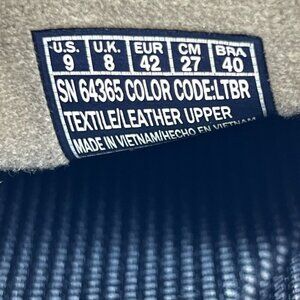 U.S. U.K. EUR CM BRA
9 8 42 27 40
SN 64365 COLOR CODE:LTBR
TEXTILE/LEATHER UPPER
MADE IN VIETNAM/HECHO EN VIETNAM